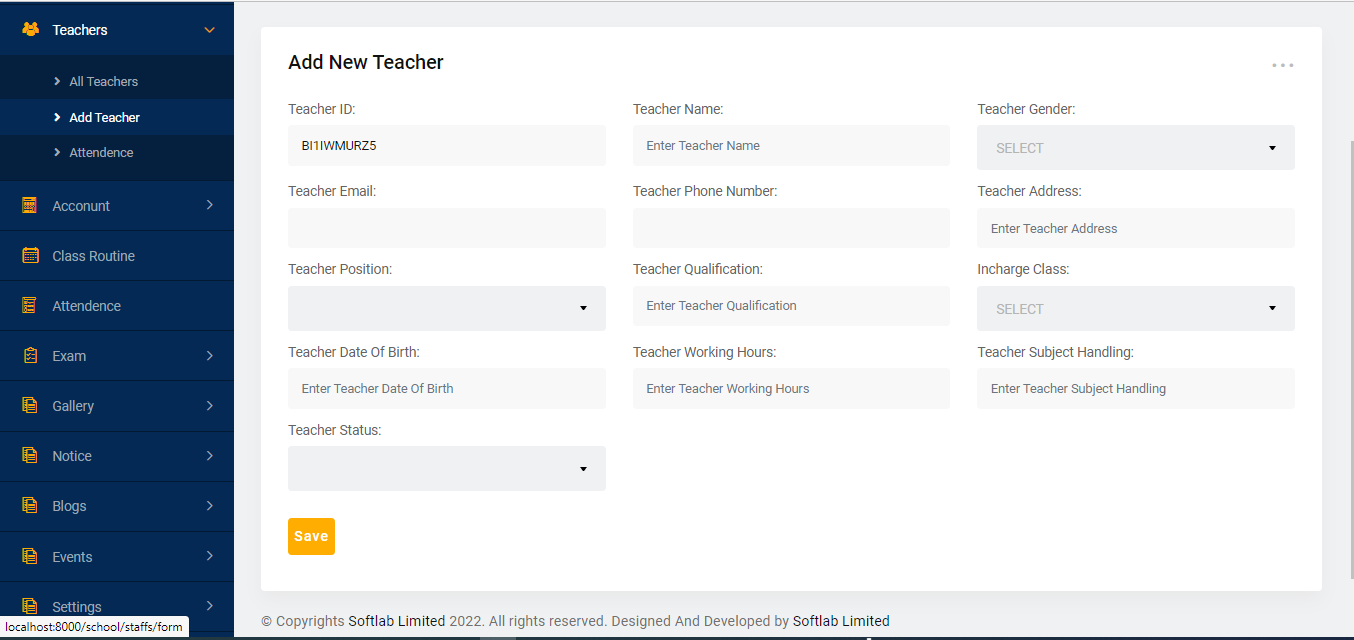 Teachers
All Teachers
Add Teacher
Attendence
Acconunt
Class Routine
Attendence
Exam
Gallery
Notice
Blogs
Events
Settings
localhost:8000/school/staffs/form
Add New Teacher
Teacher ID: Teacher Name: Teacher Gender:
BI1IWMURZ5 Enter Teacher Name SELECT
Teacher Email: Teacher Phone Number: Teacher Address:
Enter Teacher Address
Teacher Position: Teacher Qualification: Incharge Class:
Enter Teacher Qualification SELECT
Teacher Date Of Birth: Teacher Working Hours: Teacher Subject Handling:
Enter Teacher Date Of Birth Enter Teacher Working Hours Enter Teacher Subject Handling
Teacher Status:
Save
© Copyrights Softlab Limited 2022. All rights reserved. Designed And Developed by Softlab Limited